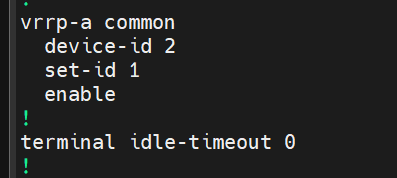 !
vrrp-a common
  device-id 2
  set-id 1
  enable
!
terminal idle-timeout 0
!